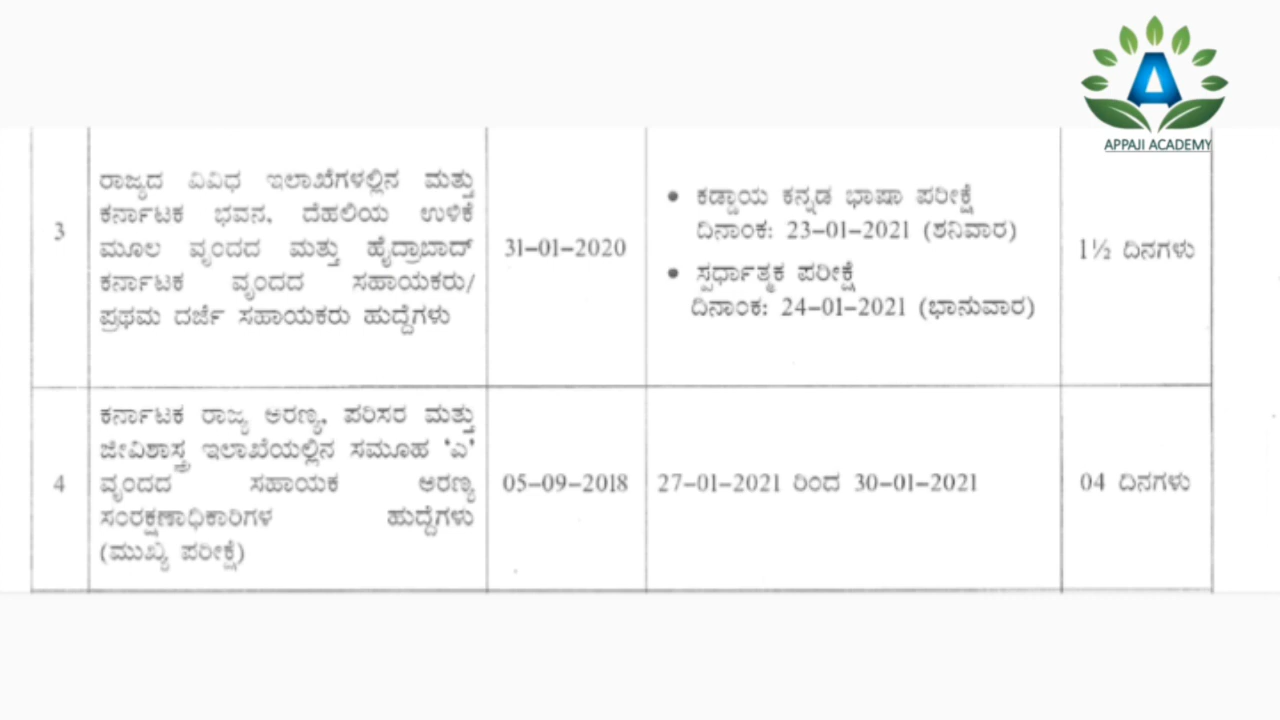 APPAJI ACADEMY
3
ರಾಜ್ಯದ ವಿವಿಧ ಇಲಾಖೆಗಳಲ್ಲಿನ ಮತ್ತು
ಕರ್ನಾಟಕ ಭವನ, ದೆಹಲಿಯ ಉಳಿಕೆ
ಮೂಲ ವೃಂದದ ಮತ್ತು ಹೈದ್ರಾಬಾದ್
ಕರ್ನಾಟಕ ವೃಂದದ ಸಹಾಯಕರು/
ಪ್ರಥಮ ದರ್ಜೆ ಸಹಾಯಕರು ಹುದ್ದೆಗಳು
31-01-2020
• ಕಡ್ಡಾಯ ಕನ್ನಡ ಭಾಷಾ ಪರೀಕ್ಷೆ
ದಿನಾಂಕ: 23-01-2021 (ಶನಿವಾರ)
• ಸ್ಪರ್ಧಾತ್ಮಕ ಪರೀಕ್ಷೆ
ದಿನಾಂಕ: 24-01-2021 (ಭಾನುವಾರ)
1½ ದಿನಗಳು
4
ಕರ್ನಾಟಕ ರಾಜ್ಯ ಅರಣ್ಯ, ಪರಿಸರ ಮತ್ತು
ಜೀವಿಶಾಸ್ತ್ರ ಇಲಾಖೆಯಲ್ಲಿನ ಸಮೂಹ 'ಎ'
ವೃಂದದ ಸಹಾಯಕ ಅರಣ್ಯ
ಸಂರಕ್ಷಣಾಧಿಕಾರಿಗಳ ಹುದ್ದೆಗಳು
(ಮುಖ್ಯ ಪರೀಕ್ಷೆ)
05-09-2018
27-01-2021 ರಿಂದ 30-01-2021
04 ದಿನಗಳು